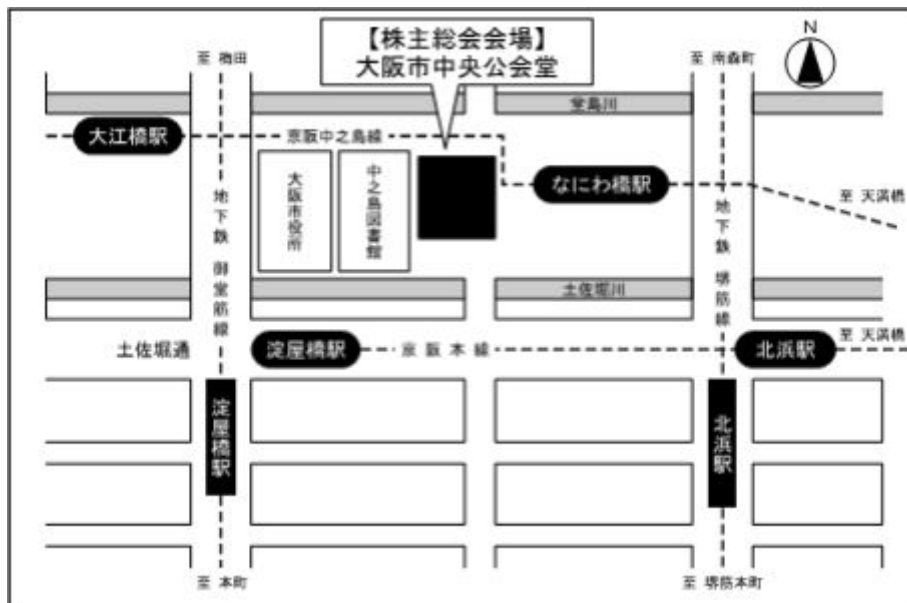 【株主総会会場】
大阪市中央公会堂
N
至 梅田
至 南森町
堂島川
大江橋駅
京阪中之島線
なにわ橋駅
至 天満橋
大阪市役所
中之島図書館
地下鉄 御堂筋線
地下鉄 堺筋線
土佐堀川
土佐堀通
淀屋橋駅
京阪本線
北浜駅
至 天満橋
淀屋橋駅
北浜駅
至 本町
至 堺筋本町